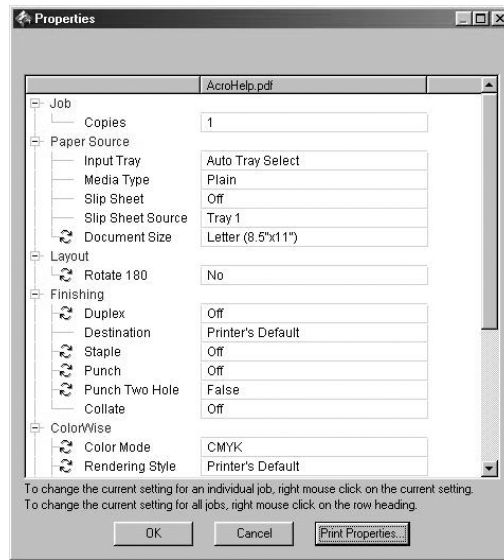 Properties
AcroHelp.pdf
Job
Copies 1
Paper Source
Input Tray Auto Tray Select
Media Type Plain
Slip Sheet Off
Slip Sheet Source Tray 1
Document Size Letter (8.5"x11")
Layout
Rotate 180 No
Finishing
Duplex Off
Destination Printer's Default
Staple Off
Punch Off
Punch Two Hole False
Collate Off
ColorWise
Color Mode CMYK
Rendering Style Printer's Default
To change the current setting for an individual job, right mouse click on the current setting.
To change the current setting for all jobs, right mouse click on the row heading.
OK Cancel Print Properties...